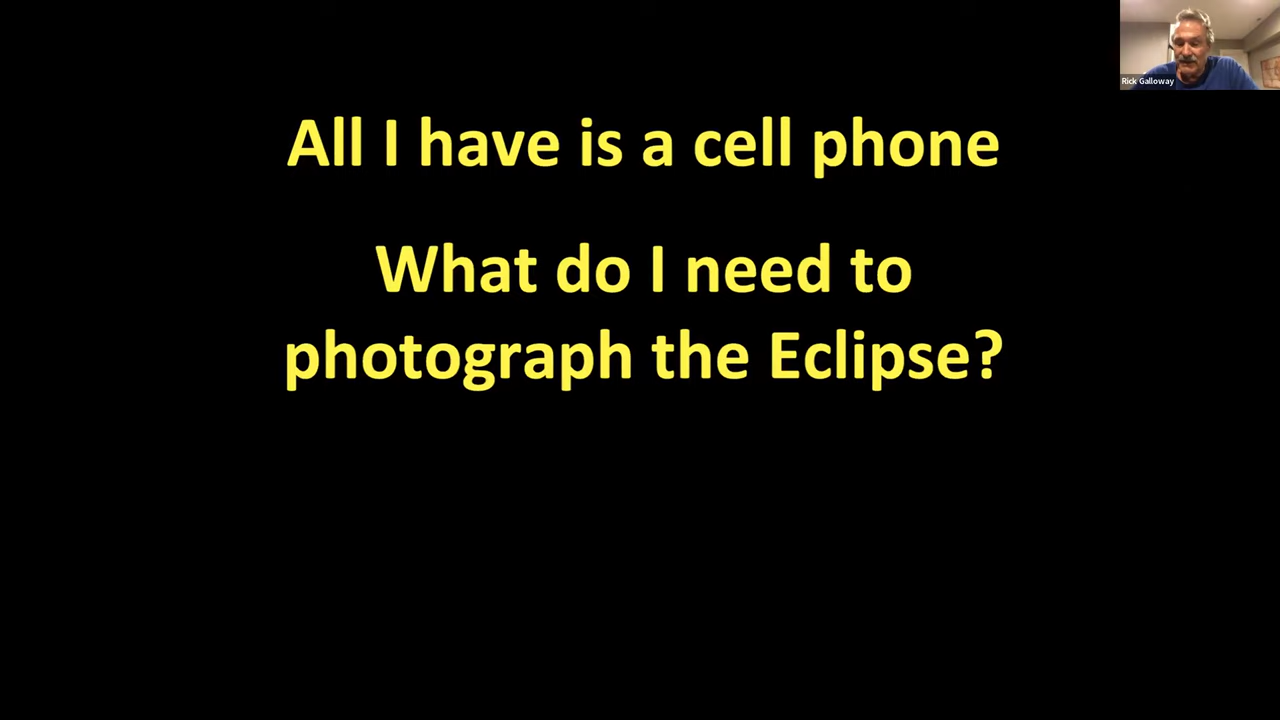 Rick Galloway
All I have is a cell phone
What do I need to
photograph the Eclipse?